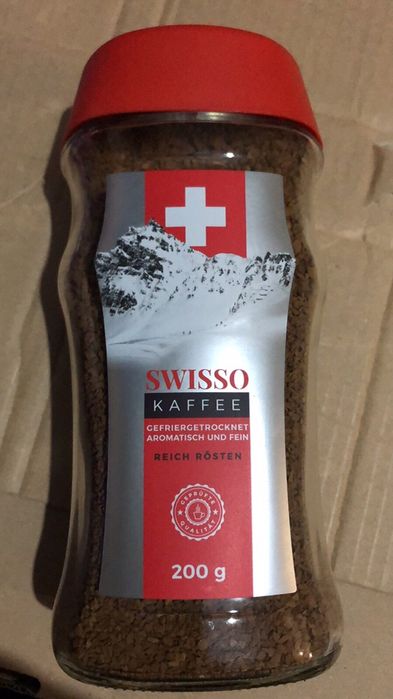 SWISSO
KAFFEE
GEFRIERGETROCKNET
AROMATISCH UND FEIN
REICH RÖSTEN
GEPRÜFTE
QUALITÄT
200 g